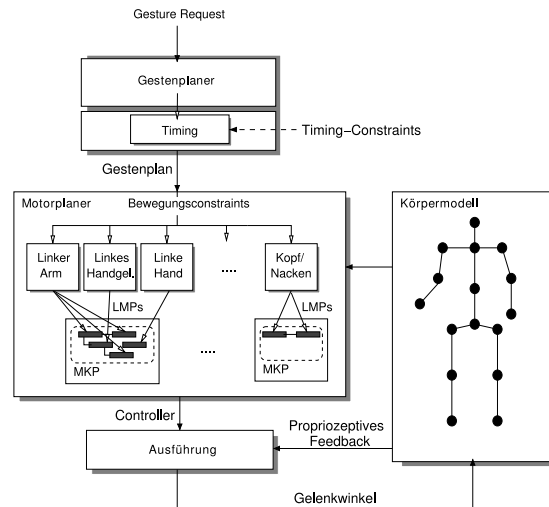 Gesture Request
Gestenplaner
Timing
Timing–Constraints
Gestenplan
Motorplaner
Bewegungsconstraints
Körpermodell
Linker
Arm
Linkes
Handgel.
Linke
Hand
....
Kopf/
Nacken
LMPs
LMPs
MKP
....
MKP
Controller
Propriozeptives
Feedback
Ausführung
Gelenkwinkel